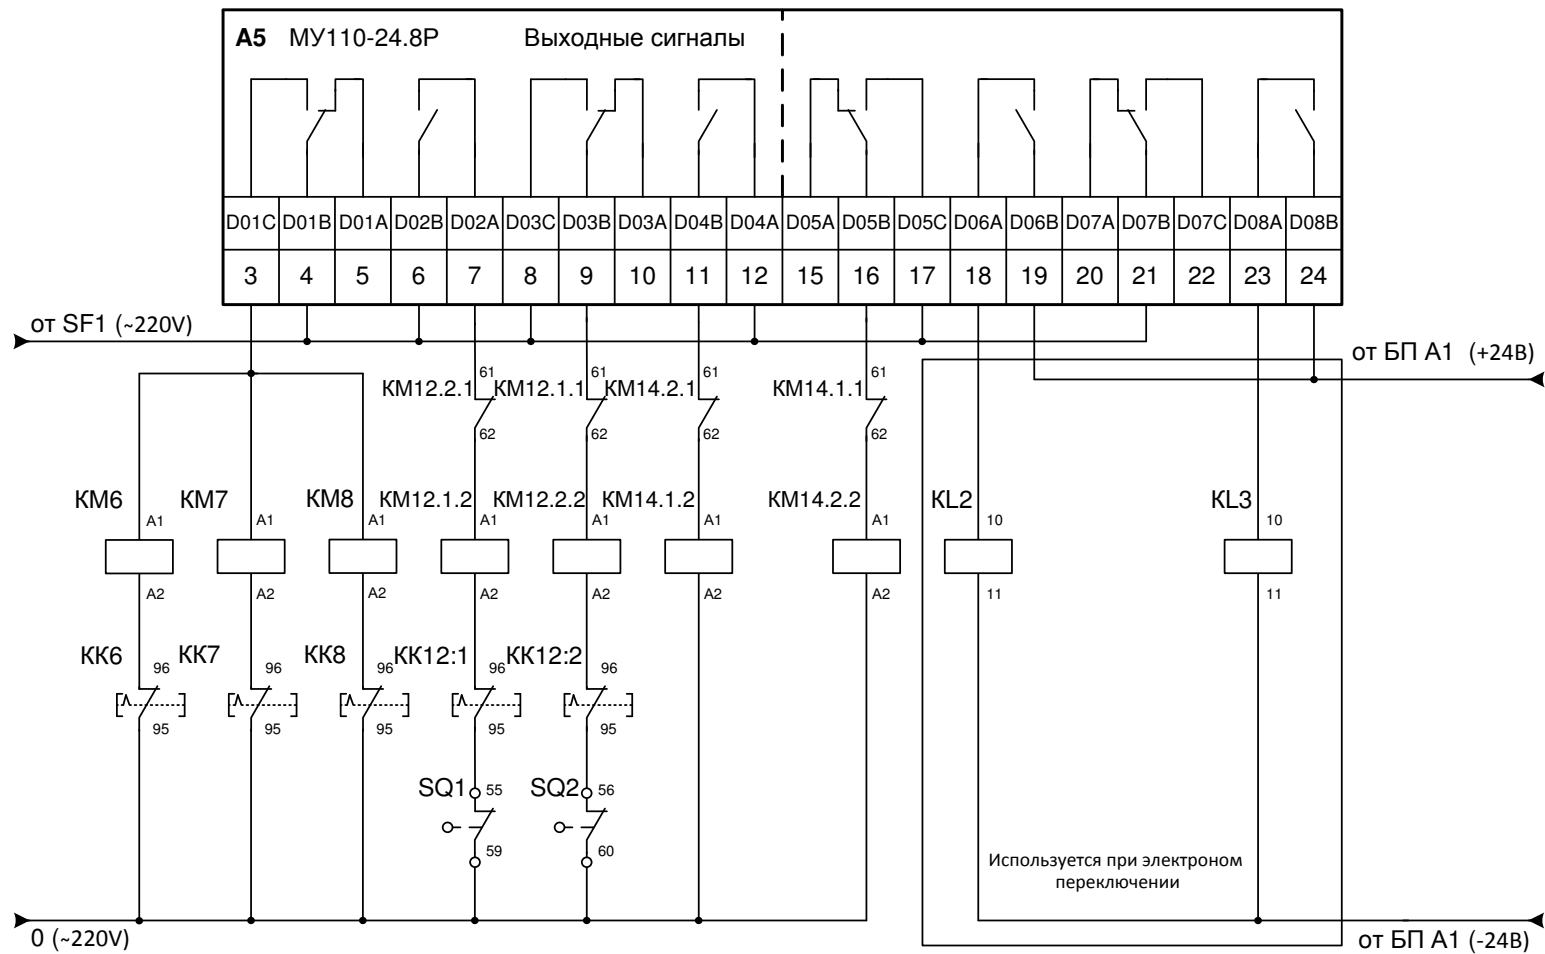 A5 МУ110-24.8Р Выходные сигналы
D01C D01B D01A D02B D02A D03C D03B D03A D04B D04A D05A D05B D05C D06A D06B D07A D07B D07C D08A D08B
3 4 5 6 7 8 9 10 11 12 15 16 17 18 19 20 21 22 23 24
от SF1 (~220V)
от БП А1 (+24В)
61 61 61 61
КМ12.2.1 КМ12.1.1 КМ14.2.1 КМ14.1.1
62 62 62 62
КМ6 КМ7 КМ8 КМ12.1.2 КМ12.2.2 КМ14.1.2 КМ14.2.2 KL2 KL3
A1 A1 A1 A1 A1 A1 A1 10 10
A2 A2 A2 A2 A2 A2 A2 11 11
КК6 КК7 КК8 КК12:1 КК12:2
96 96 96 96 96
95 95 95 95 95
SQ1 55 SQ2 56
59 60
Используется при электроном
переключении
0 (~220V)
от БП А1 (-24В)